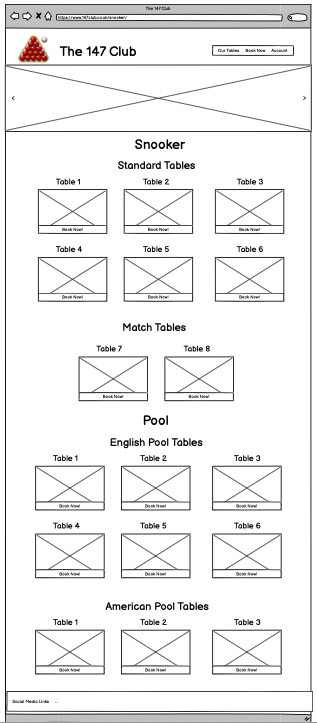 The 147 Club
https://www.147club.co.uk/snooker/
The 147 Club
Our Tables Book Now Account
Snooker
Standard Tables
Table 1 Table 2 Table 3
Book Now! Book Now! Book Now!
Table 4 Table 5 Table 6
Book Now! Book Now! Book Now!
Match Tables
Table 7 Table 8
Book Now! Book Now!
Pool
English Pool Tables
Table 1 Table 2 Table 3
Book Now! Book Now! Book Now!
Table 4 Table 5 Table 6
Book Now! Book Now! Book Now!
American Pool Tables
Table 1 Table 2 Table 3
Book Now! Book Now! Book Now!
Social Media Links ...